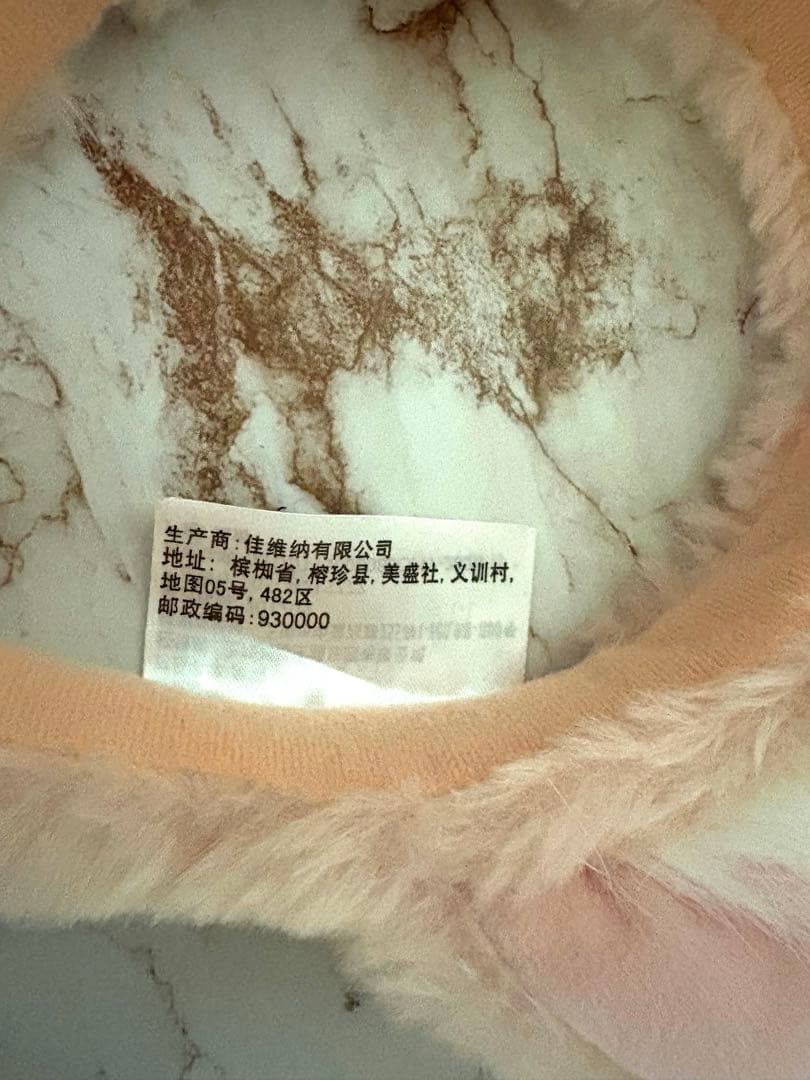 生产商:佳维纳有限公司
地址: 槟椥省, 榕珍县, 美盛社, 义训村,
地图05号, 482区
邮政编码:930000